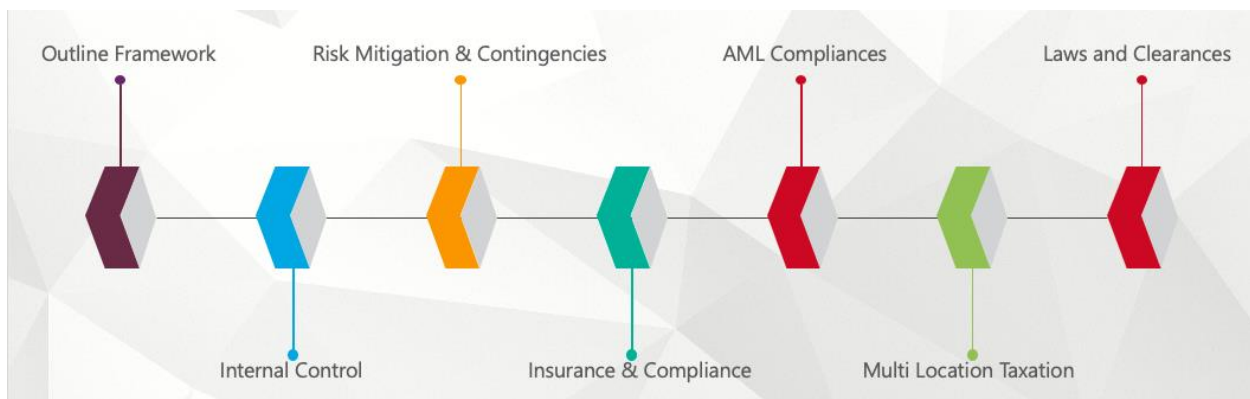 Outline Framework
Risk Mitigation & Contingencies
AML Compliances
Laws and Clearances
Internal Control
Insurance & Compliance
Multi Location Taxation